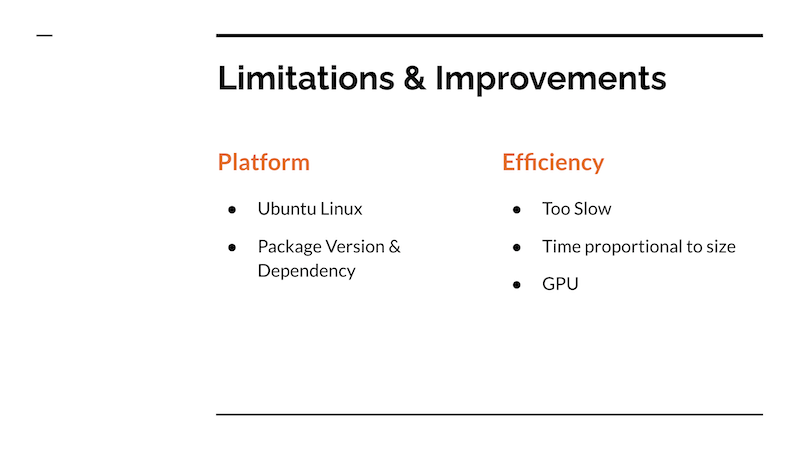 Limitations & Improvements
Platform
● Ubuntu Linux
● Package Version &
Dependency
Efficiency
● Too Slow
● Time proportional to size
● GPU